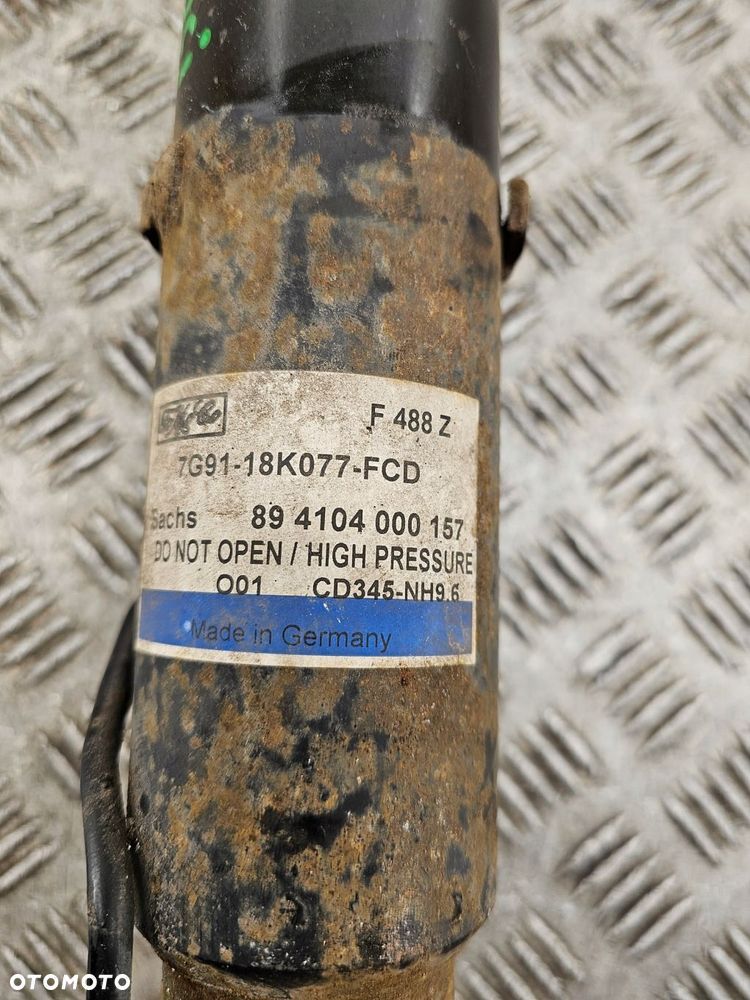 F 488 Z
7G91-18K077-FCD
Sachs 89 4104 000 157
DO NOT OPEN / HIGH PRESSURE
O01 CD345-NH9.6
Made in Germany
OTOMOTO